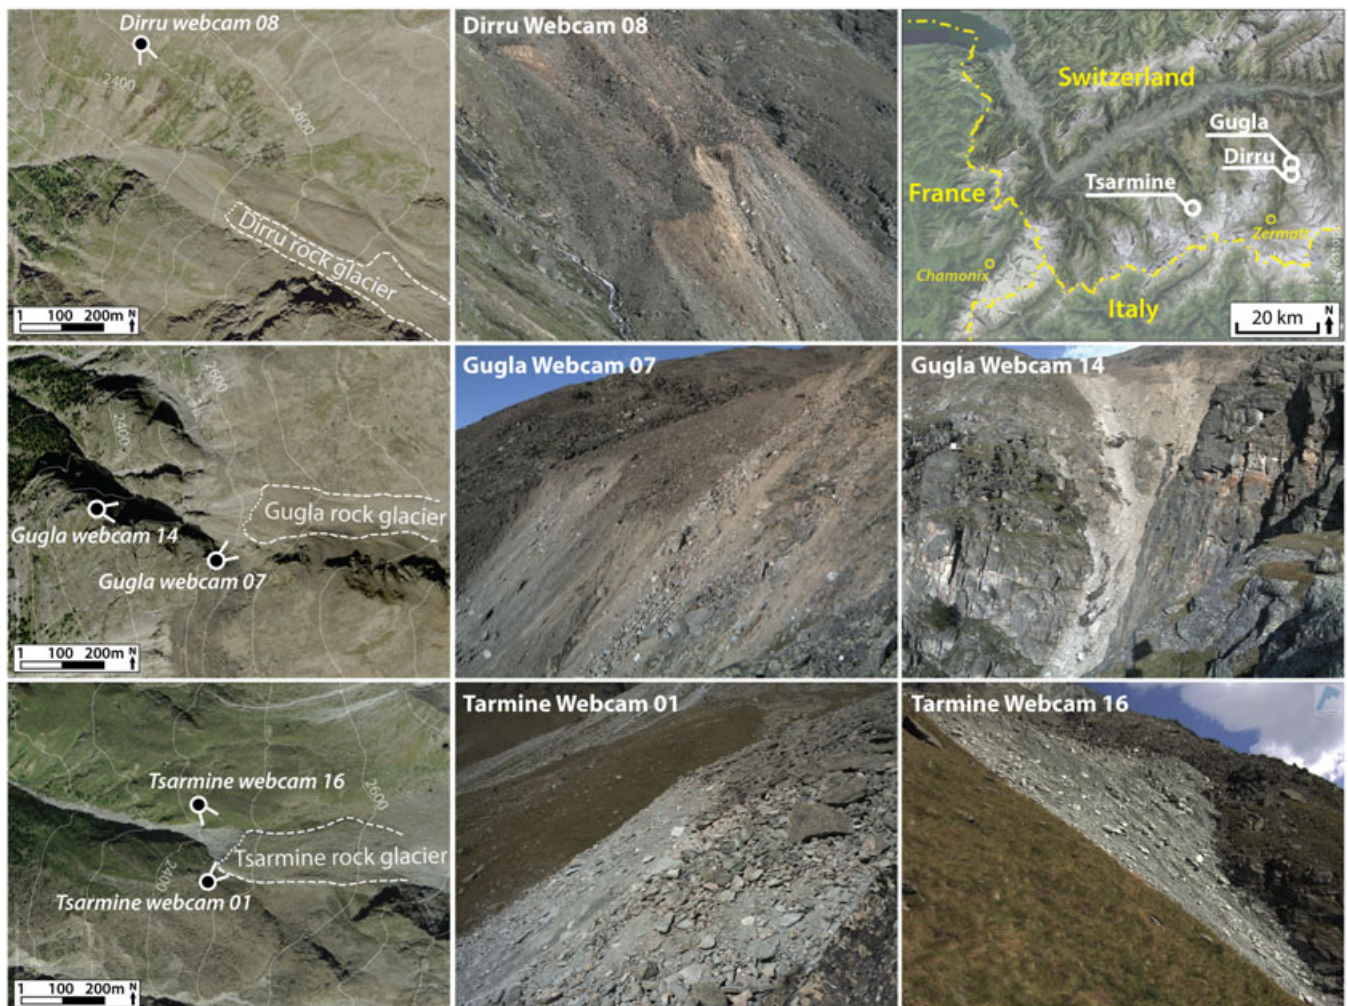 Dirru webcam 08
2400
2600
Dirru rock glacier
1 100 200m N
Dirru Webcam 08
Switzerland
Gugla
Dirru
Tsarmine
France
Zermatt
Chamonix
Italy
20 km N
2600
2400
Gugla rock glacier
Gugla webcam 14
Gugla webcam 07
1 100 200m N
Gugla Webcam 07
Gugla Webcam 14
Tsarmine webcam 16
2600
Tsarmine rock glacier
2400
Tsarmine webcam 01
1 100 200m N
Tarmine Webcam 01
Tarmine Webcam 16